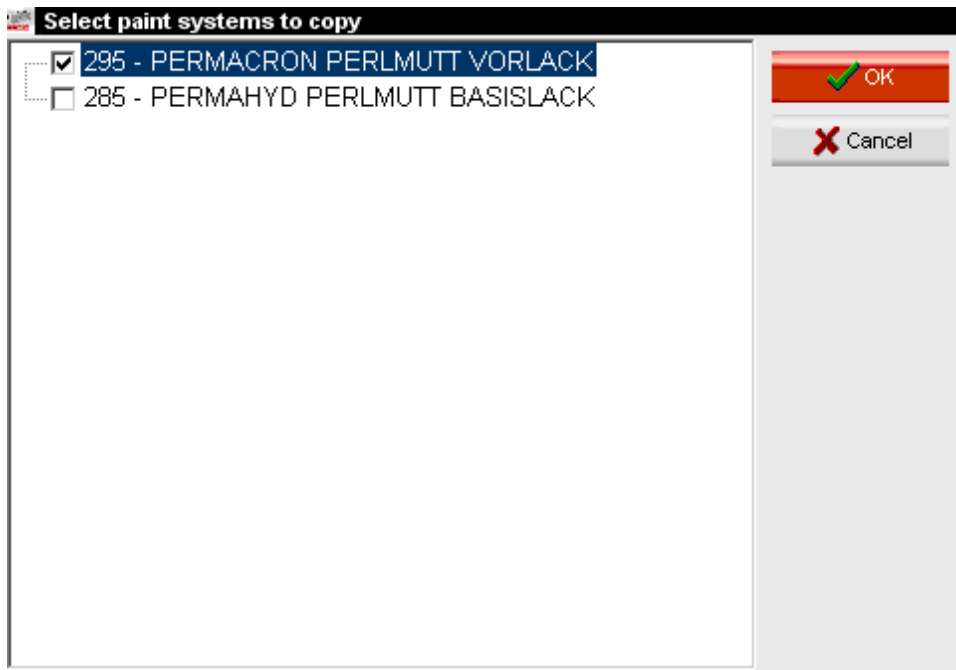 Select paint systems to copy
295 - PERMACRON PERLMUTT VORLACK
285 - PERMAHYD PERLMUTT BASISLACK
OK
Cancel